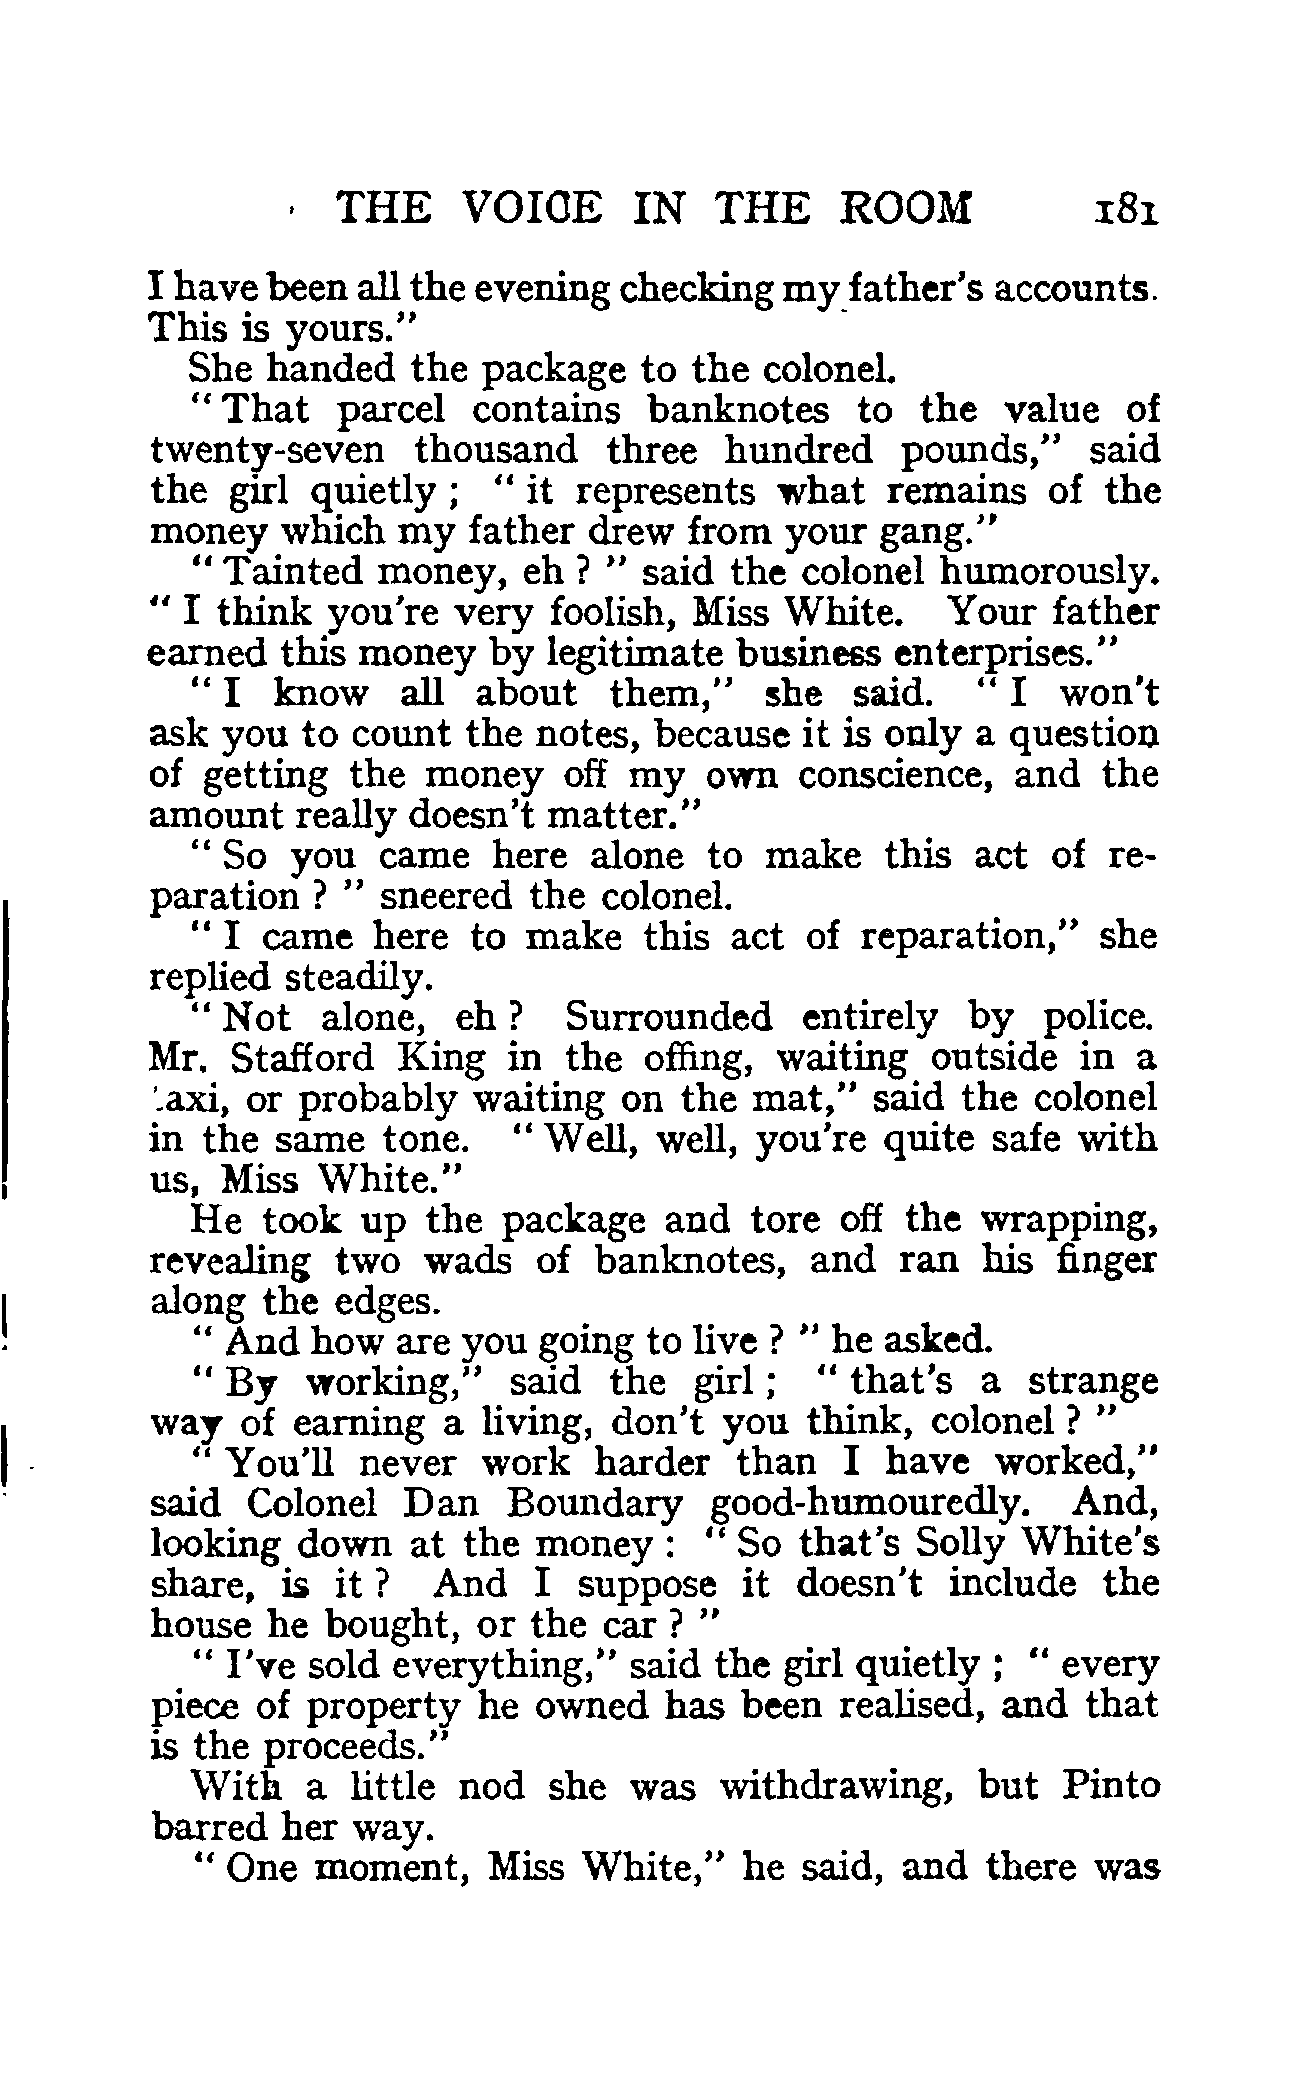 THE VOICE IN THE ROOM 181
I have been all the evening checking my father's accounts.
This is yours."
She handed the package to the colonel.
"That parcel contains banknotes to the value of
twenty-seven thousand three hundred pounds," said
the girl quietly; "it represents what remains of the
money which my father drew from your gang."
"Tainted money, eh?" said the colonel humorously.
"I think you're very foolish, Miss White. Your father
earned this money by legitimate business enterprises."
"I know all about them," she said. "I won't
ask you to count the notes, because it is only a question
of getting the money off my own conscience, and the
amount really doesn't matter."
"So you came here alone to make this act of re-
paration?" sneered the colonel.
"I came here to make this act of reparation," she
replied steadily.
"Not alone, eh? Surrounded entirely by police.
Mr. Stafford King in the offing, waiting outside in a
taxi, or probably waiting on the mat," said the colonel
in the same tone. "Well, well, you're quite safe with
us, Miss White."
He took up the package and tore off the wrapping,
revealing two wads of banknotes, and ran his finger
along the edges.
"And how are you going to live?" he asked.
"By working," said the girl; "that's a strange
way of earning a living, don't you think, colonel?"
"You'll never work harder than I have worked,"
said Colonel Dan Boundary good-humouredly. And,
looking down at the money: "So that's Solly White's
share, is it? And I suppose it doesn't include the
house he bought, or the car?"
"I've sold everything," said the girl quietly; "every
piece of property he owned has been realised, and that
is the proceeds."
With a little nod she was withdrawing, but Pinto
barred her way.
"One moment, Miss White," he said, and there was